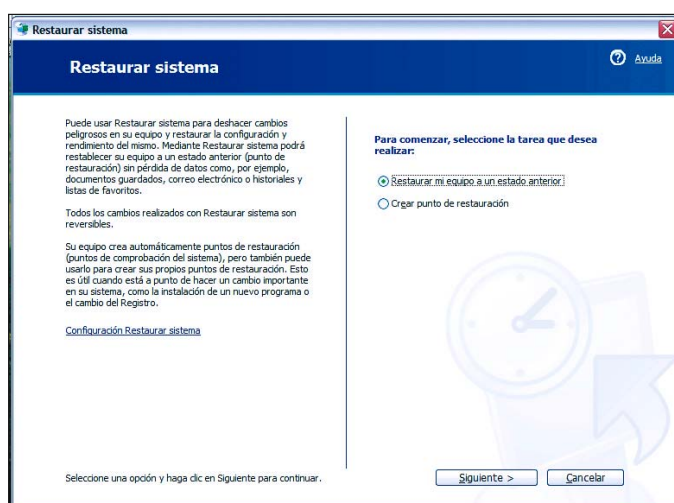 Restaurar sistema
Restaurar sistema
Ayuda
Puede usar Restaurar sistema para deshacer cambios
peligrosos en su equipo y restaurar la configuración y
rendimiento del mismo. Mediante Restaurar sistema podrá
restablecer su equipo a un estado anterior (punto de
restauración) sin pérdida de datos como, por ejemplo,
documentos guardados, correo electrónico o historiales y
listas de favoritos.
Todos los cambios realizados con Restaurar sistema son
reversibles.
Su equipo crea automáticamente puntos de restauración
(puntos de comprobación del sistema), pero también puede
usarlo para crear sus propios puntos de restauración. Esto
es útil cuando está a punto de hacer un cambio importante
en su sistema, como la instalación de un nuevo programa o
el cambio del Registro.
Configuración Restaurar sistema
Para comenzar, seleccione la tarea que desea
realizar:
Restaurar mi equipo a un estado anterior
Crear punto de restauración
Seleccione una opción y haga clic en Siguiente para continuar.
Siguiente >
Cancelar